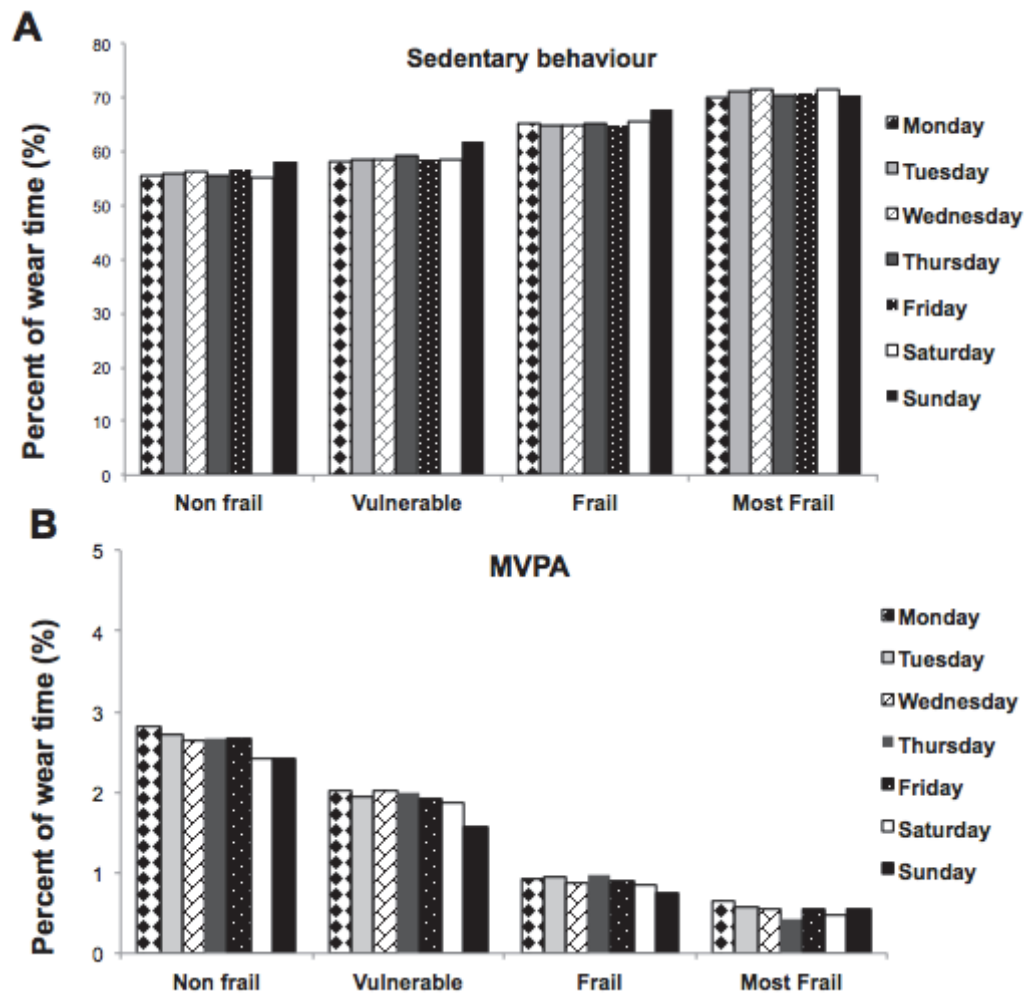 A
Sedentary behaviour
Percent of wear time (%)
80
70
60
50
40
30
20
10
0
Non frail Vulnerable Frail Most Frail
Monday
Tuesday
Wednesday
Thursday
Friday
Saturday
Sunday
B
MVPA
Percent of wear time (%)
5
4
3
2
1
0
Non frail Vulnerable Frail Most Frail
Monday
Tuesday
Wednesday
Thursday
Friday
Saturday
Sunday